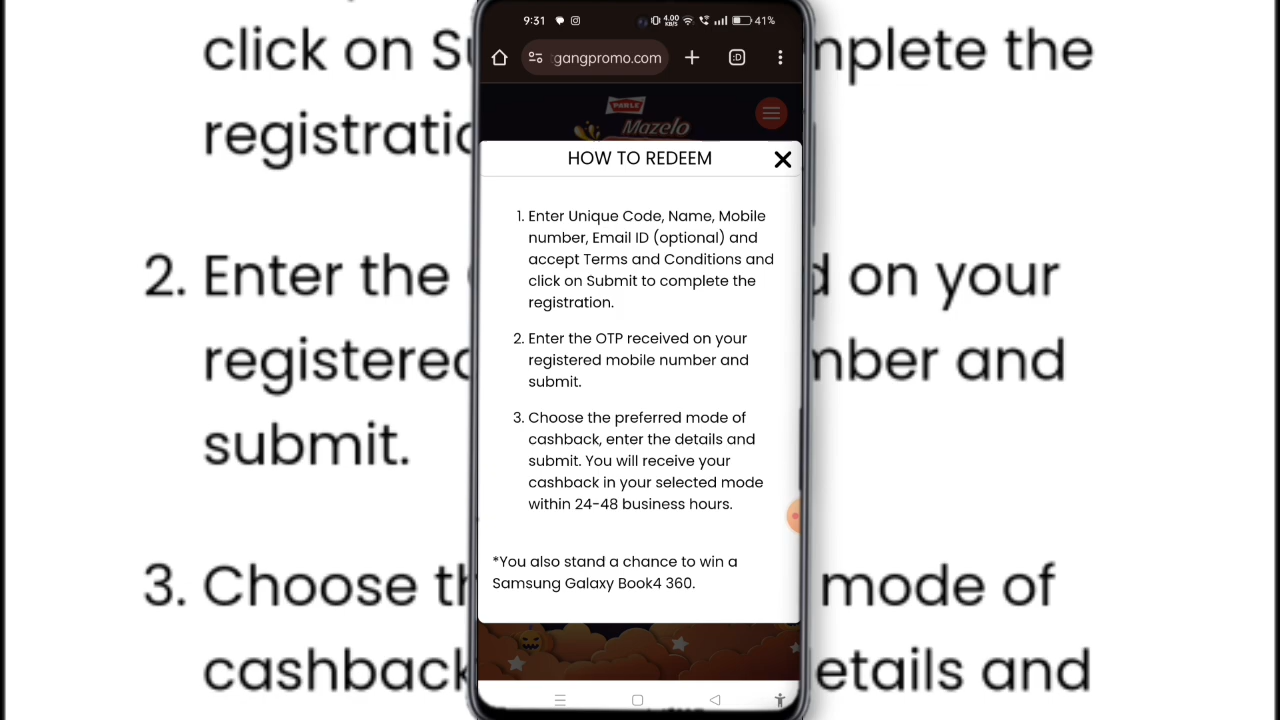 9:31
4.00
KB/S
41%
gangpromo.com
:D
PARLE
Mazelo
HOW TO REDEEM
1. Enter Unique Code, Name, Mobile
number, Email ID (optional) and
accept Terms and Conditions and
click on Submit to complete the
registration.
2. Enter the OTP received on your
registered mobile number and
submit.
3. Choose the preferred mode of
cashback, enter the details and
submit. You will receive your
cashback in your selected mode
within 24-48 business hours.
*You also stand a chance to win a
Samsung Galaxy Book4 360.
click on Su mplete the
registratio
2. Enter the d on your
registered mber and
submit.
3. Choose th mode of
cashback etails and